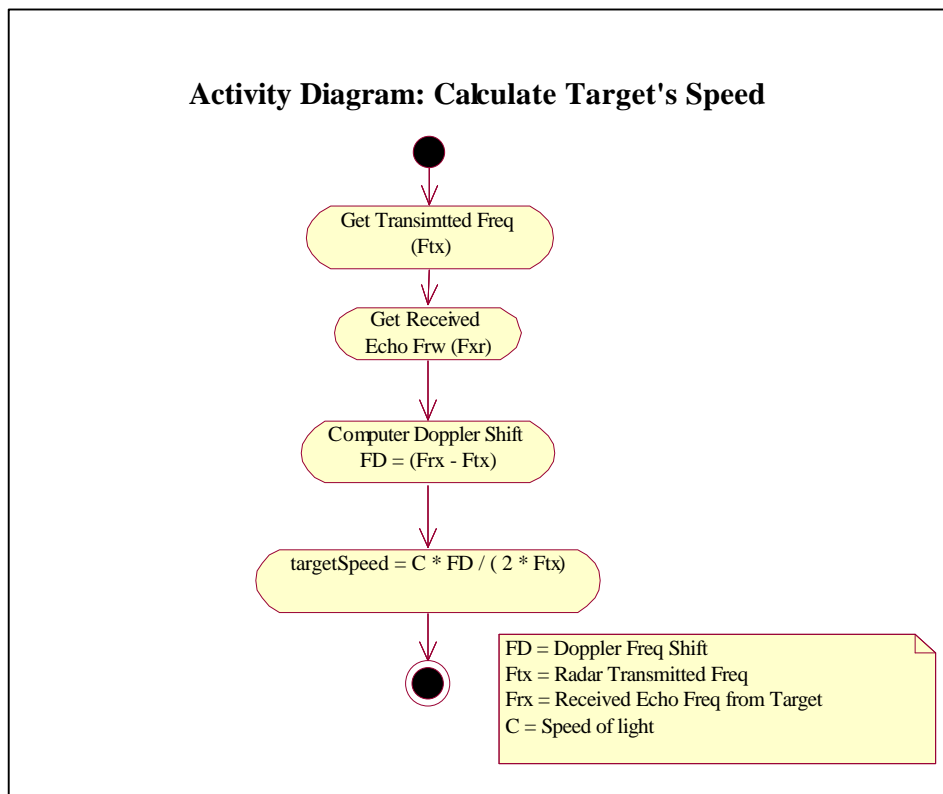 Activity Diagram: Calculate Target's Speed
Get Transimtted Freq
(Ftx)
Get Received
Echo Frw (Fxr)
Computer Doppler Shift
FD = (Frx - Ftx)
targetSpeed = C * FD / ( 2 * Ftx)
FD = Doppler Freq Shift
Ftx = Radar Transmitted Freq
Frx = Received Echo Freq from Target
C = Speed of light